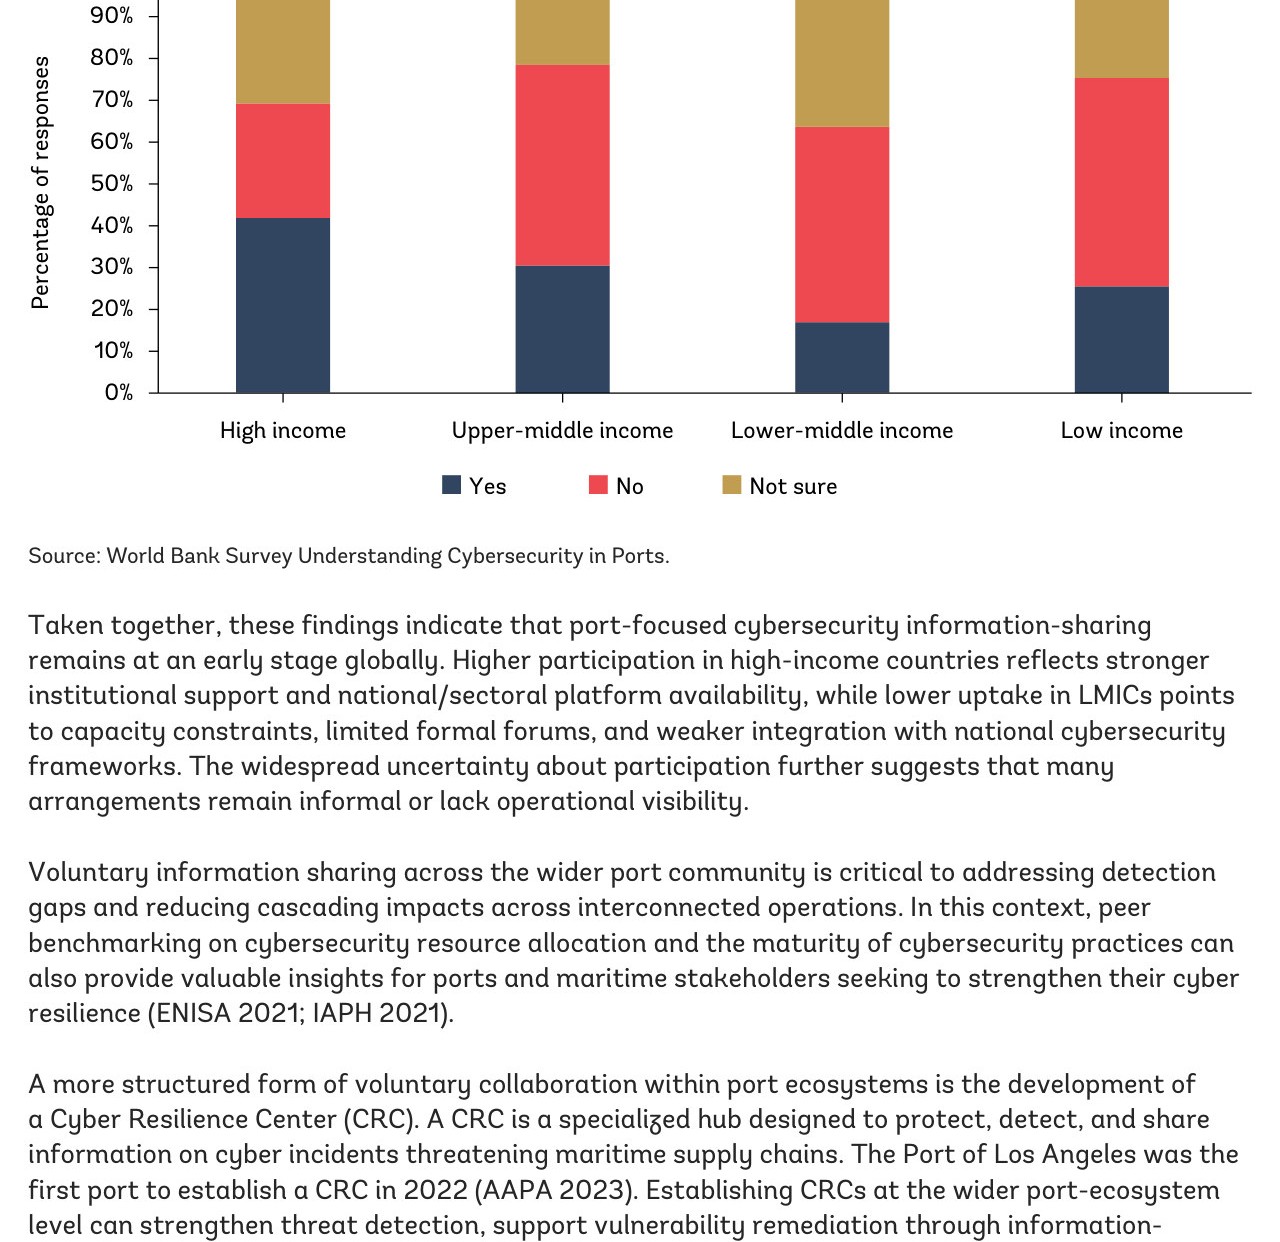 90%
80%
70%
60%
50%
40%
30%
20%
10%
0%
Percentage of responses
High income
Upper-middle income
Lower-middle income
Low income
Yes
No
Not sure
Source: World Bank Survey Understanding Cybersecurity in Ports.
Taken together, these findings indicate that port-focused cybersecurity information-sharing
remains at an early stage globally. Higher participation in high-income countries reflects stronger
institutional support and national/sectoral platform availability, while lower uptake in LMICs points
to capacity constraints, limited formal forums, and weaker integration with national cybersecurity
frameworks. The widespread uncertainty about participation further suggests that many
arrangements remain informal or lack operational visibility.
Voluntary information sharing across the wider port community is critical to addressing detection
gaps and reducing cascading impacts across interconnected operations. In this context, peer
benchmarking on cybersecurity resource allocation and the maturity of cybersecurity practices can
also provide valuable insights for ports and maritime stakeholders seeking to strengthen their cyber
resilience (ENISA 2021; IAPH 2021).
A more structured form of voluntary collaboration within port ecosystems is the development of
a Cyber Resilience Center (CRC). A CRC is a specialized hub designed to protect, detect, and share
information on cyber incidents threatening maritime supply chains. The Port of Los Angeles was the
first port to establish a CRC in 2022 (AAPA 2023). Establishing CRCs at the wider port-ecosystem
level can strengthen threat detection, support vulnerability remediation through information-